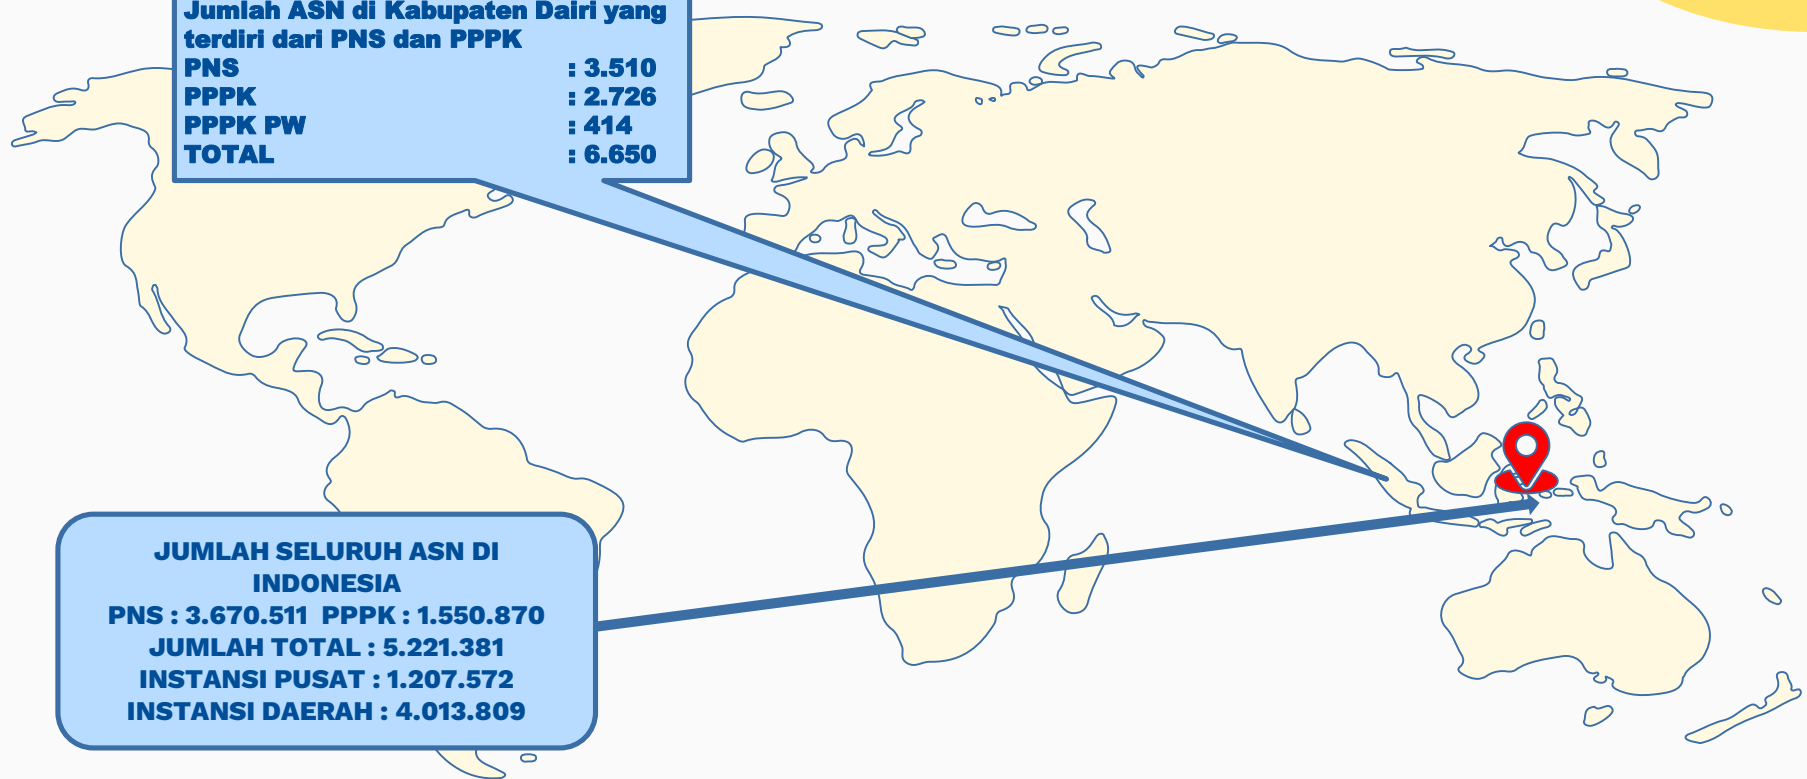 Jumlah ASN di Kabupaten Dairi yang
terdiri dari PNS dan PPPK
PNS : 3.510
PPPK : 2.726
PPPK PW : 414
TOTAL : 6.650
JUMLAH SELURUH ASN DI
INDONESIA
PNS : 3.670.511 PPPK : 1.550.870
JUMLAH TOTAL : 5.221.381
INSTANSI PUSAT : 1.207.572
INSTANSI DAERAH : 4.013.809